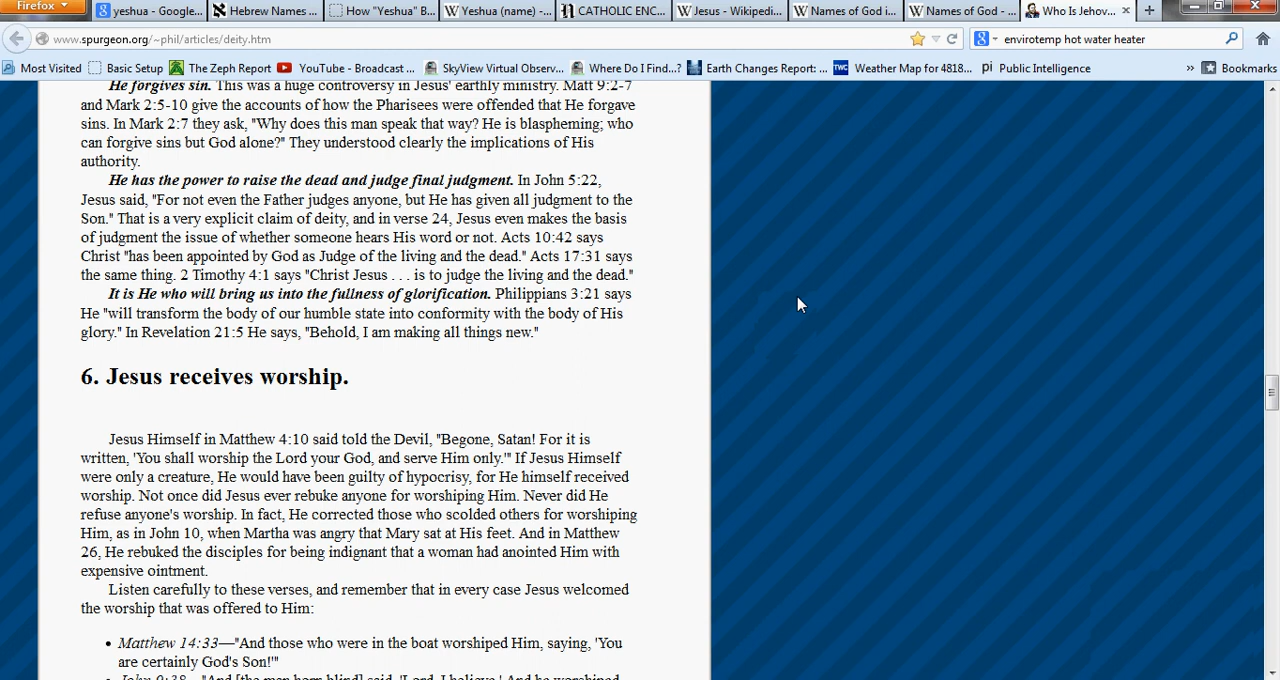 Firefox
yeshua - Google...
Hebrew Names ...
How "Yeshua" B...
Yeshua (name) -...
CATHOLIC ENC...
Jesus - Wikipedi...
Names of God i...
Names of God - ...
Who Is Jehov...
www.spurgeon.org/~phil/articles/deity.htm
envirotemp hot water heater
Most Visited
Basic Setup
The Zeph Report
YouTube - Broadcast ...
SkyView Virtual Observ...
Where Do I Find...?
Earth Changes Report: ...
TWC
Weather Map for 4818...
pi Public Intelligence
»
Bookmarks
He forgives sin. This was a huge controversy in Jesus' earthly ministry. Matt 9:2-7
and Mark 2:5-10 give the accounts of how the Pharisees were offended that He forgave
sins. In Mark 2:7 they ask, "Why does this man speak that way? He is blaspheming; who
can forgive sins but God alone?" They understood clearly the implications of His
authority.
He has the power to raise the dead and judge final judgment. In John 5:22,
Jesus said, "For not even the Father judges anyone, but He has given all judgment to the
Son." That is a very explicit claim of deity, and in verse 24, Jesus even makes the basis
of judgment the issue of whether someone hears His word or not. Acts 10:42 says
Christ "has been appointed by God as Judge of the living and the dead." Acts 17:31 says
the same thing. 2 Timothy 4:1 says "Christ Jesus . . . is to judge the living and the dead."
It is He who will bring us into the fullness of glorification. Philippians 3:21 says
He "will transform the body of our humble state into conformity with the body of His
glory." In Revelation 21:5 He says, "Behold, I am making all things new."
6. Jesus receives worship.
Jesus Himself in Matthew 4:10 said told the Devil, "Begone, Satan! For it is
written, 'You shall worship the Lord your God, and serve Him only.'" If Jesus Himself
were only a creature, He would have been guilty of hypocrisy, for He himself received
worship. Not once did Jesus ever rebuke anyone for worshiping Him. Never did He
refuse anyone's worship. In fact, He corrected those who scolded others for worshiping
Him, as in John 10, when Martha was angry that Mary sat at His feet. And in Matthew
26, He rebuked the disciples for being indignant that a woman had anointed Him with
expensive ointment.
Listen carefully to these verses, and remember that in every case Jesus welcomed
the worship that was offered to Him:
• Matthew 14:33—"And those who were in the boat worshiped Him, saying, 'You
are certainly God's Son!'"
• John 9:38—"And [the man born blind] said, 'Lord, I believe.' And he worshiped